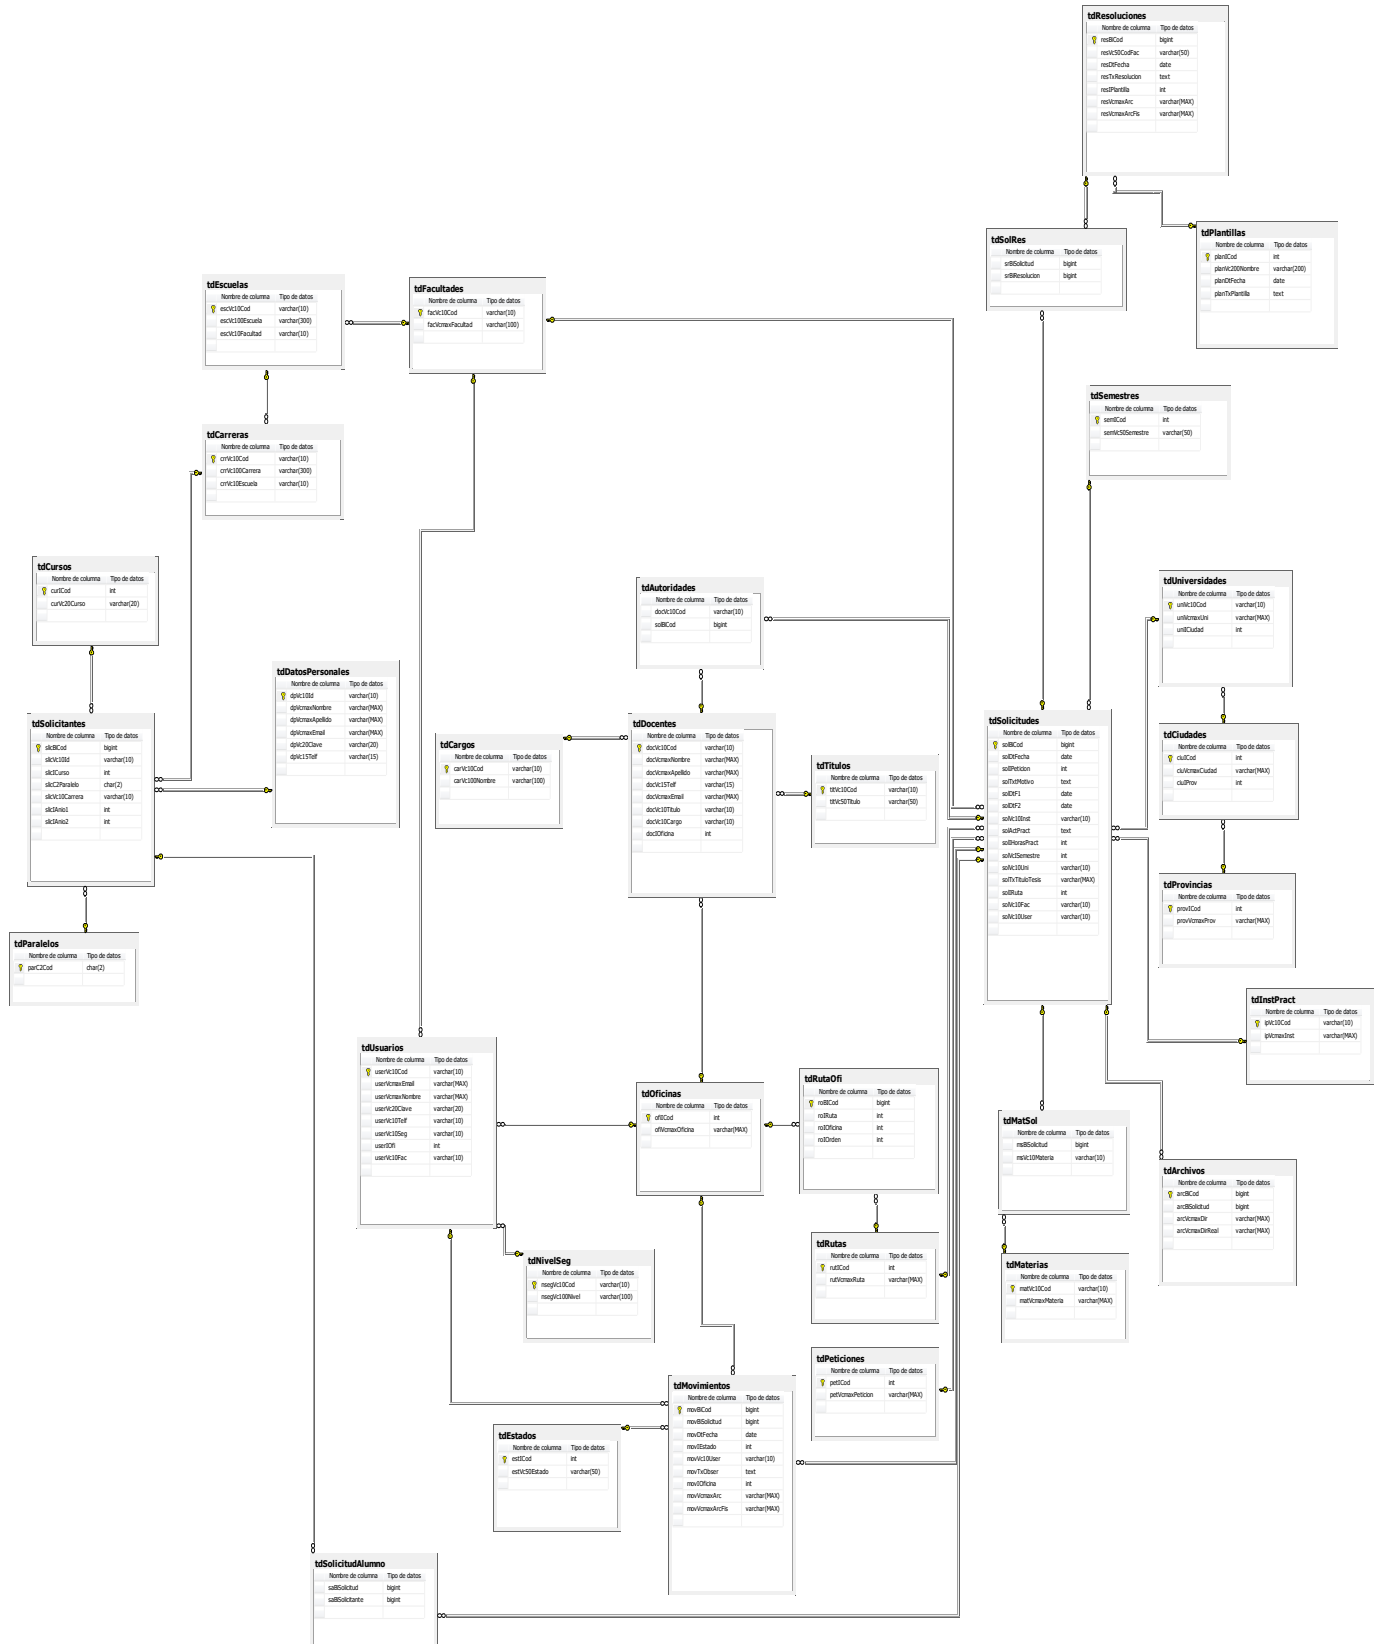 tdResoluciones
Nombre de columna Tipo de datos
resBiCod bigint
resVc50CodFac varchar(50)
resDtFecha date
resTxResolucion text
resIPlantilla int
resVcmaxArc varchar(MAX)
resVcmaxArcFis varchar(MAX)
tdPlantillas
Nombre de columna Tipo de datos
planICod int
planVc200Nombre varchar(200)
planDtFecha date
planTxPlantilla text
tdSolRes
Nombre de columna Tipo de datos
srBiSolicitud bigint
srBiResolucion bigint
tdEscuelas
Nombre de columna Tipo de datos
escVc10Cod varchar(10)
escVc100Escuela varchar(300)
escVc10Facultad varchar(10)
tdFacultades
Nombre de columna Tipo de datos
facVc10Cod varchar(10)
facVcmaxFacultad varchar(100)
tdSemestres
Nombre de columna Tipo de datos
semICod int
semVc50Semestre varchar(50)
tdCarreras
Nombre de columna Tipo de datos
crrVc10Cod varchar(10)
crrVc100Carrera varchar(300)
crrVc10Escuela varchar(10)
tdCursos
Nombre de columna Tipo de datos
curICod int
curVc20Curso varchar(20)
tdAutoridades
Nombre de columna Tipo de datos
docVc10Cod varchar(10)
solBiCod bigint
tdUniversidades
Nombre de columna Tipo de datos
uniVc10Cod varchar(10)
uniVcmaxUni varchar(MAX)
uniICiudad int
tdDatosPersonales
Nombre de columna Tipo de datos
dpVc10Id varchar(10)
dpVcmaxNombre varchar(MAX)
dpVcmaxApellido varchar(MAX)
dpVcmaxEmail varchar(MAX)
dpVc20Clave varchar(20)
dpVc15Telf varchar(15)
tdSolicitantes
Nombre de columna Tipo de datos
slicBiCod bigint
slicVc10Id varchar(10)
slicICurso int
slicC2Paralelo char(2)
slicVc10Carrera varchar(10)
slicIAnio1 int
slicIAnio2 int
tdCargos
Nombre de columna Tipo de datos
carVc10Cod varchar(10)
carVc100Nombre varchar(100)
tdDocentes
Nombre de columna Tipo de datos
docVc10Cod varchar(10)
docVcmaxNombre varchar(MAX)
docVcmaxApellido varchar(MAX)
docVc15Telf varchar(15)
docVcmaxEmail varchar(MAX)
docVc10Titulo varchar(10)
docVc10Cargo varchar(10)
docIOficina int
tdTitulos
Nombre de columna Tipo de datos
titVc10Cod varchar(10)
titVc50Titulo varchar(50)
tdSolicitudes
Nombre de columna Tipo de datos
solBiCod bigint
solDtFecha date
solIPeticion int
solTxtMotivo text
solDtF1 date
solDtF2 date
solVc10Inst varchar(10)
solActPract text
solIHorasPract int
solVcISemestre int
solVc10Uni varchar(10)
solTxTituloTesis varchar(MAX)
solIRuta int
solVc10Fac varchar(10)
solVc10User varchar(10)
tdCiudades
Nombre de columna Tipo de datos
ciuICod int
ciuVcmaxCiudad varchar(MAX)
ciuIProv int
tdProvincias
Nombre de columna Tipo de datos
provICod int
provVcmaxProv varchar(MAX)
tdParalelos
Nombre de columna Tipo de datos
parC2Cod char(2)
tdInstPract
Nombre de columna Tipo de datos
ipVc10Cod varchar(10)
ipVcmaxInst varchar(MAX)
tdUsuarios
Nombre de columna Tipo de datos
userVc10Cod varchar(10)
userVcmaxEmail varchar(MAX)
userVcmaxNombre varchar(MAX)
userVc20Clave varchar(20)
userVc10Telf varchar(10)
userVc10Seg varchar(10)
userIOfi int
userVc10Fac varchar(10)
tdOficinas
Nombre de columna Tipo de datos
ofiICod int
ofiVcmaxOficina varchar(MAX)
tdRutaOfi
Nombre de columna Tipo de datos
roBICod bigint
roIRuta int
roIOficina int
roIOrden int
tdMatSol
Nombre de columna Tipo de datos
msBiSolicitud bigint
msVc10Materia varchar(10)
tdArchivos
Nombre de columna Tipo de datos
arcBiCod bigint
arcBiSolicitud bigint
arcVcmaxDir varchar(MAX)
arcVcmaxDirReal varchar(MAX)
tdNivelSeg
Nombre de columna Tipo de datos
nsegVc10Cod varchar(10)
nsegVc100Nivel varchar(100)
tdRutas
Nombre de columna Tipo de datos
rutICod int
rutVcmaxRuta varchar(MAX)
tdMaterias
Nombre de columna Tipo de datos
matVc10Cod varchar(10)
matVcmaxMateria varchar(MAX)
tdPeticiones
Nombre de columna Tipo de datos
petICod int
petVcmaxPeticion varchar(MAX)
tdMovimientos
Nombre de columna Tipo de datos
movBiCod bigint
movBiSolicitud bigint
movDtFecha date
movIEstado int
movVc10User varchar(10)
movTxObser text
movIOficina int
movVcmaxArc varchar(MAX)
movVcmaxArcFis varchar(MAX)
tdEstados
Nombre de columna Tipo de datos
estICod int
estVc50Estado varchar(50)
tdSolicitudAlumno
Nombre de columna Tipo de datos
saBiSolicitud bigint
saBiSolicitante bigint